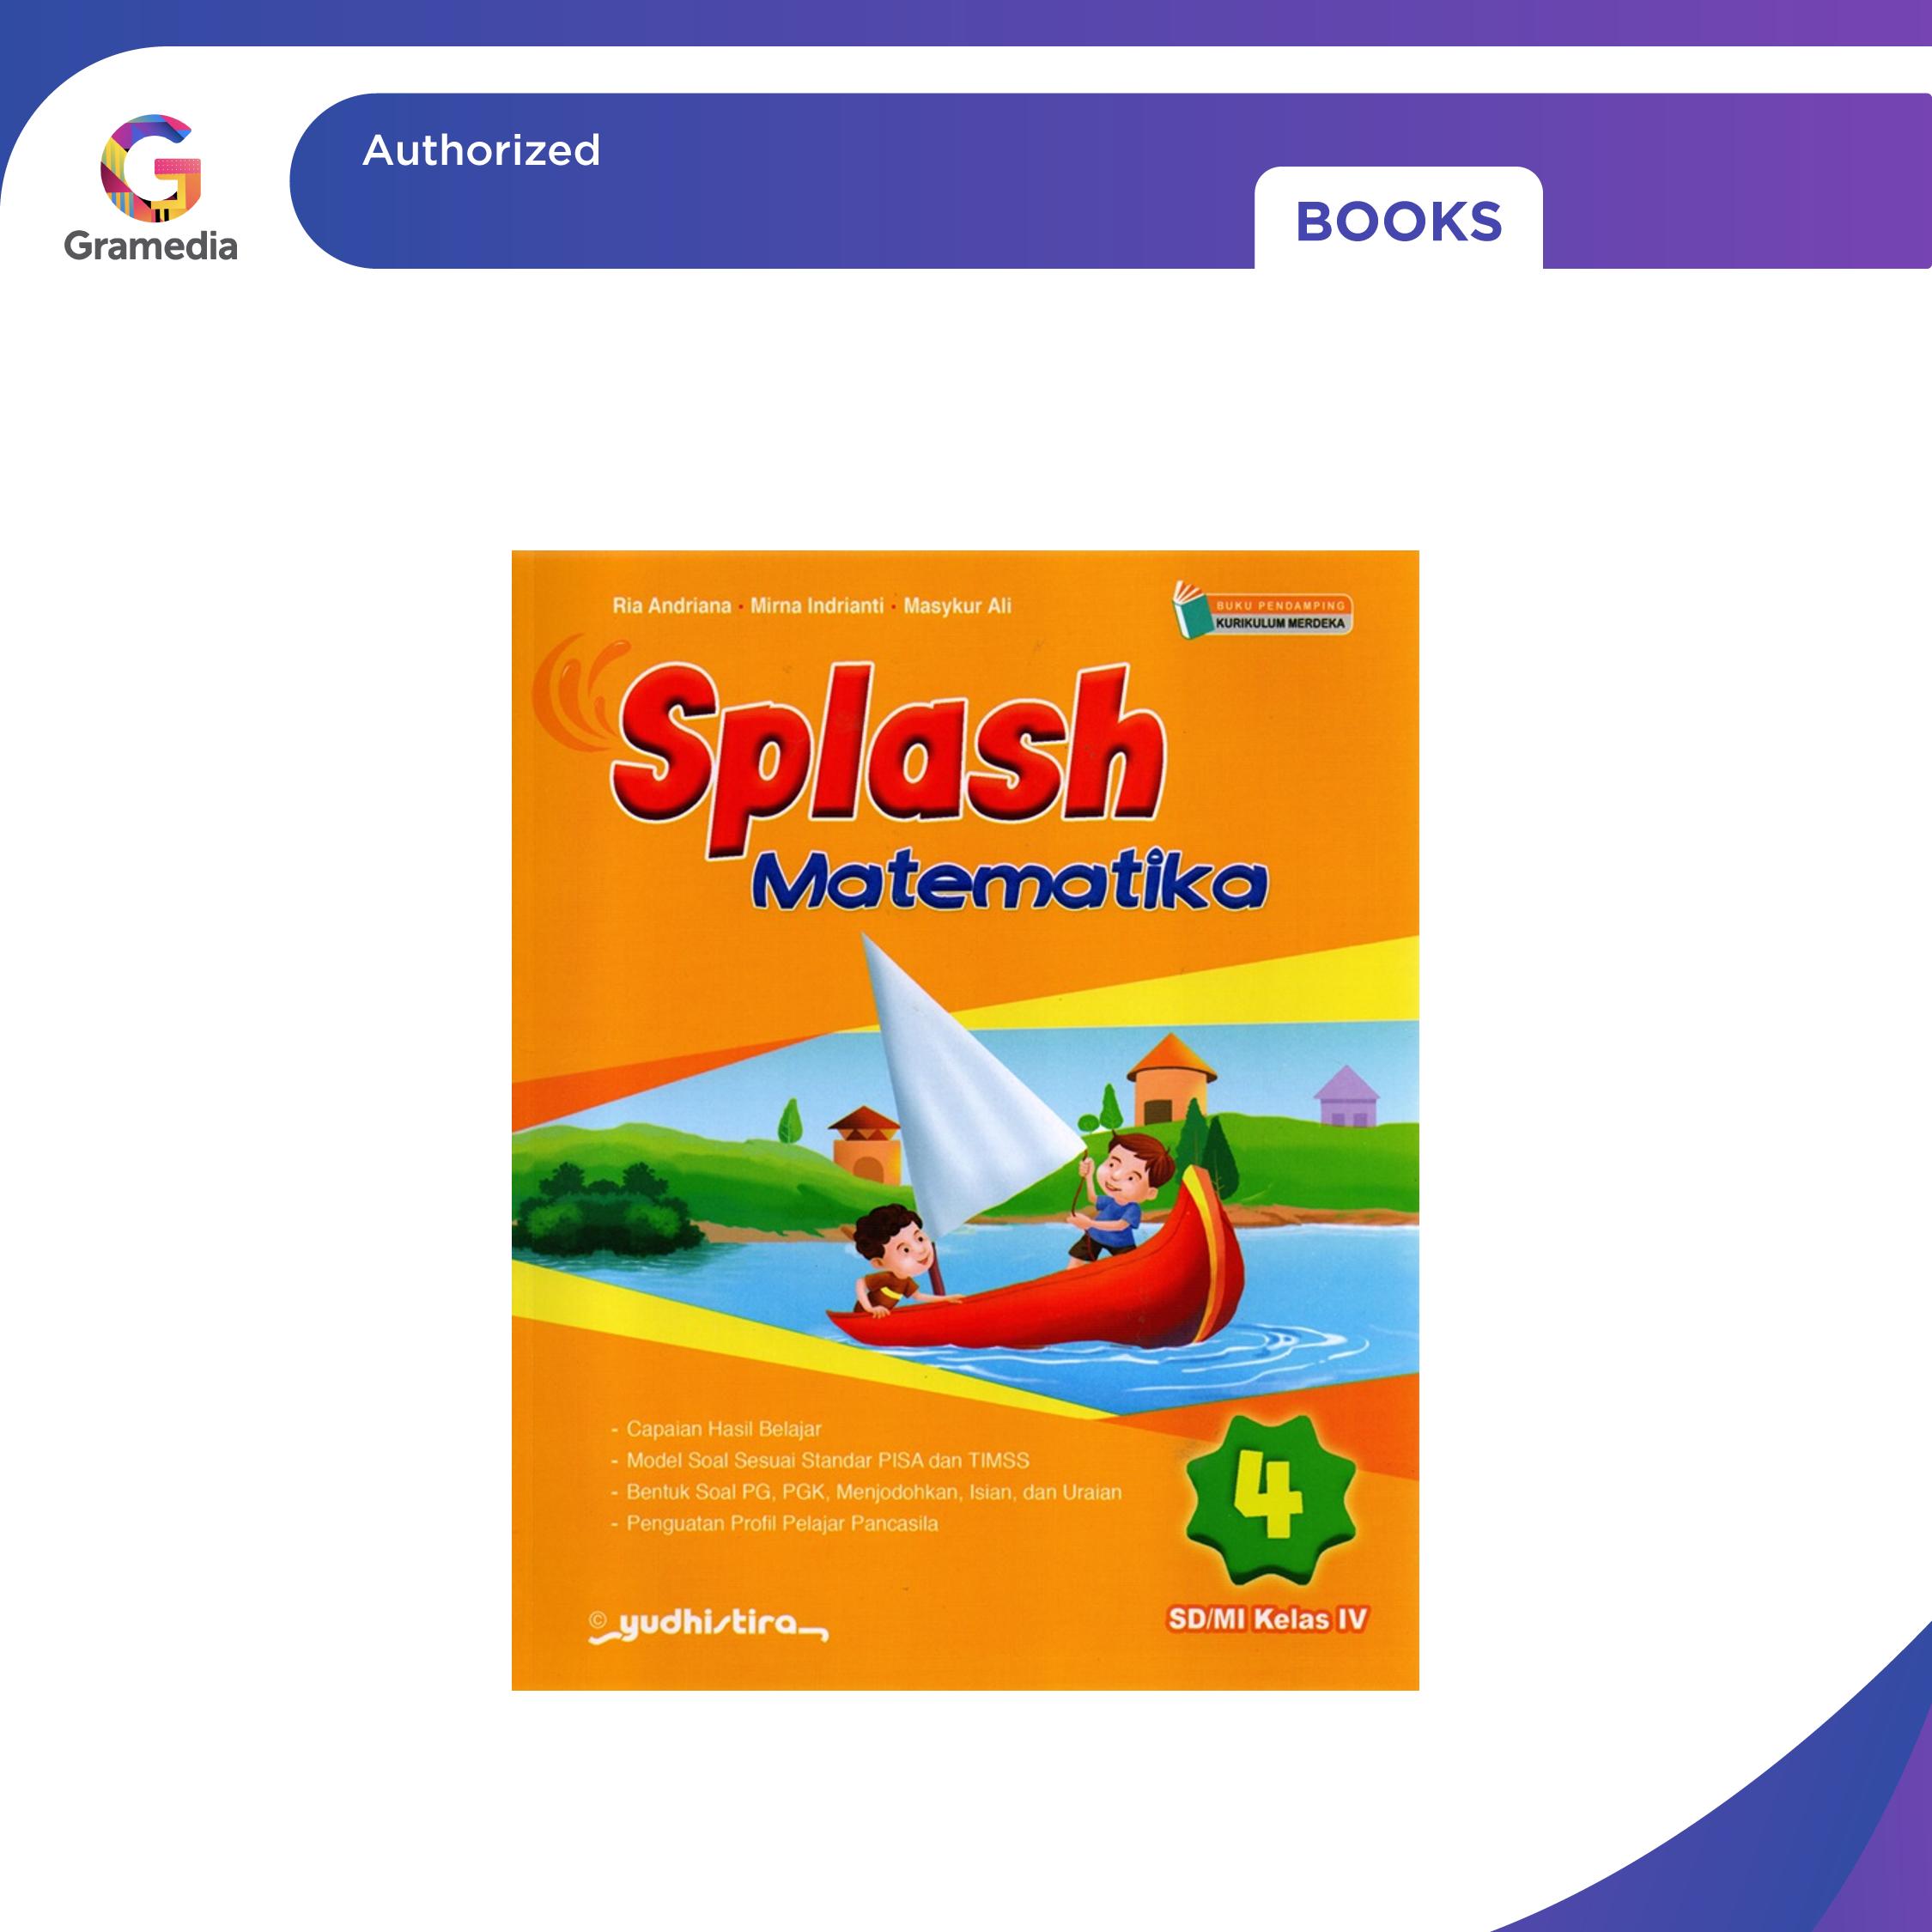 Gramedia
Authorized
BOOKS
Ria Andriana • Mirna Indrianti • Masykur Ali
BUKU PENDAMPING
KURIKULUM MERDEKA
Splash
Matematika
- Capaian Hasil Belajar
- Model Soal Sesuai Standar PISA dan TIMSS
- Bentuk Soal PG, PGK, Menjodohkan, Isian, dan Uraian
- Penguatan Profil Pelajar Pancasila
4
© yudhistira
SD/MI Kelas IV